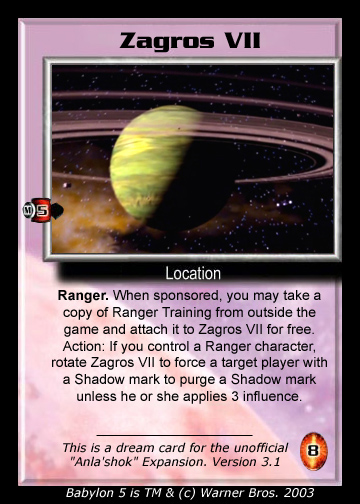 Zagros VII
5
Location
Ranger. When sponsored, you may take a
copy of Ranger Training from outside the
game and attach it to Zagros VII for free.
Action: If you control a Ranger character,
rotate Zagros VII to force a target player with
a Shadow mark to purge a Shadow mark
unless he or she applies 3 influence.
This is a dream card for the unofficial
"Anla'shok" Expansion. Version 3.1
8
Babylon 5 is TM & (c) Warner Bros. 2003